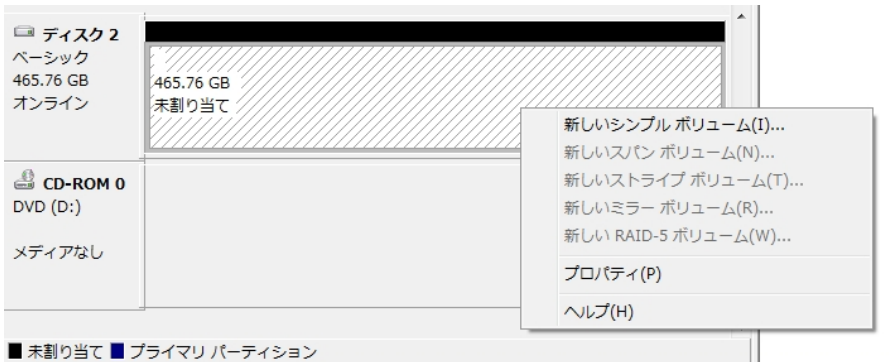 ディスク 2
ベーシック
465.76 GB
オンライン
465.76 GB
未割り当て
新しいシンプル ボリューム(I)...
新しいスパン ボリューム(N)...
新しいストライプ ボリューム(T)...
新しいミラー ボリューム(R)...
新しい RAID-5 ボリューム(W)...
プロパティ(P)
ヘルプ(H)
CD-ROM 0
DVD (D:)
メディアなし
未割り当て プライマリ パーティション